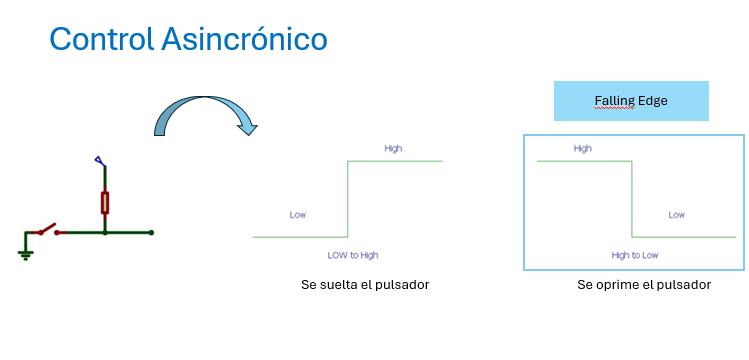 Control Asincrónico
Falling Edge
High
Low
LOW to High
Se suelta el pulsador
High
Low
High to Low
Se oprime el pulsador